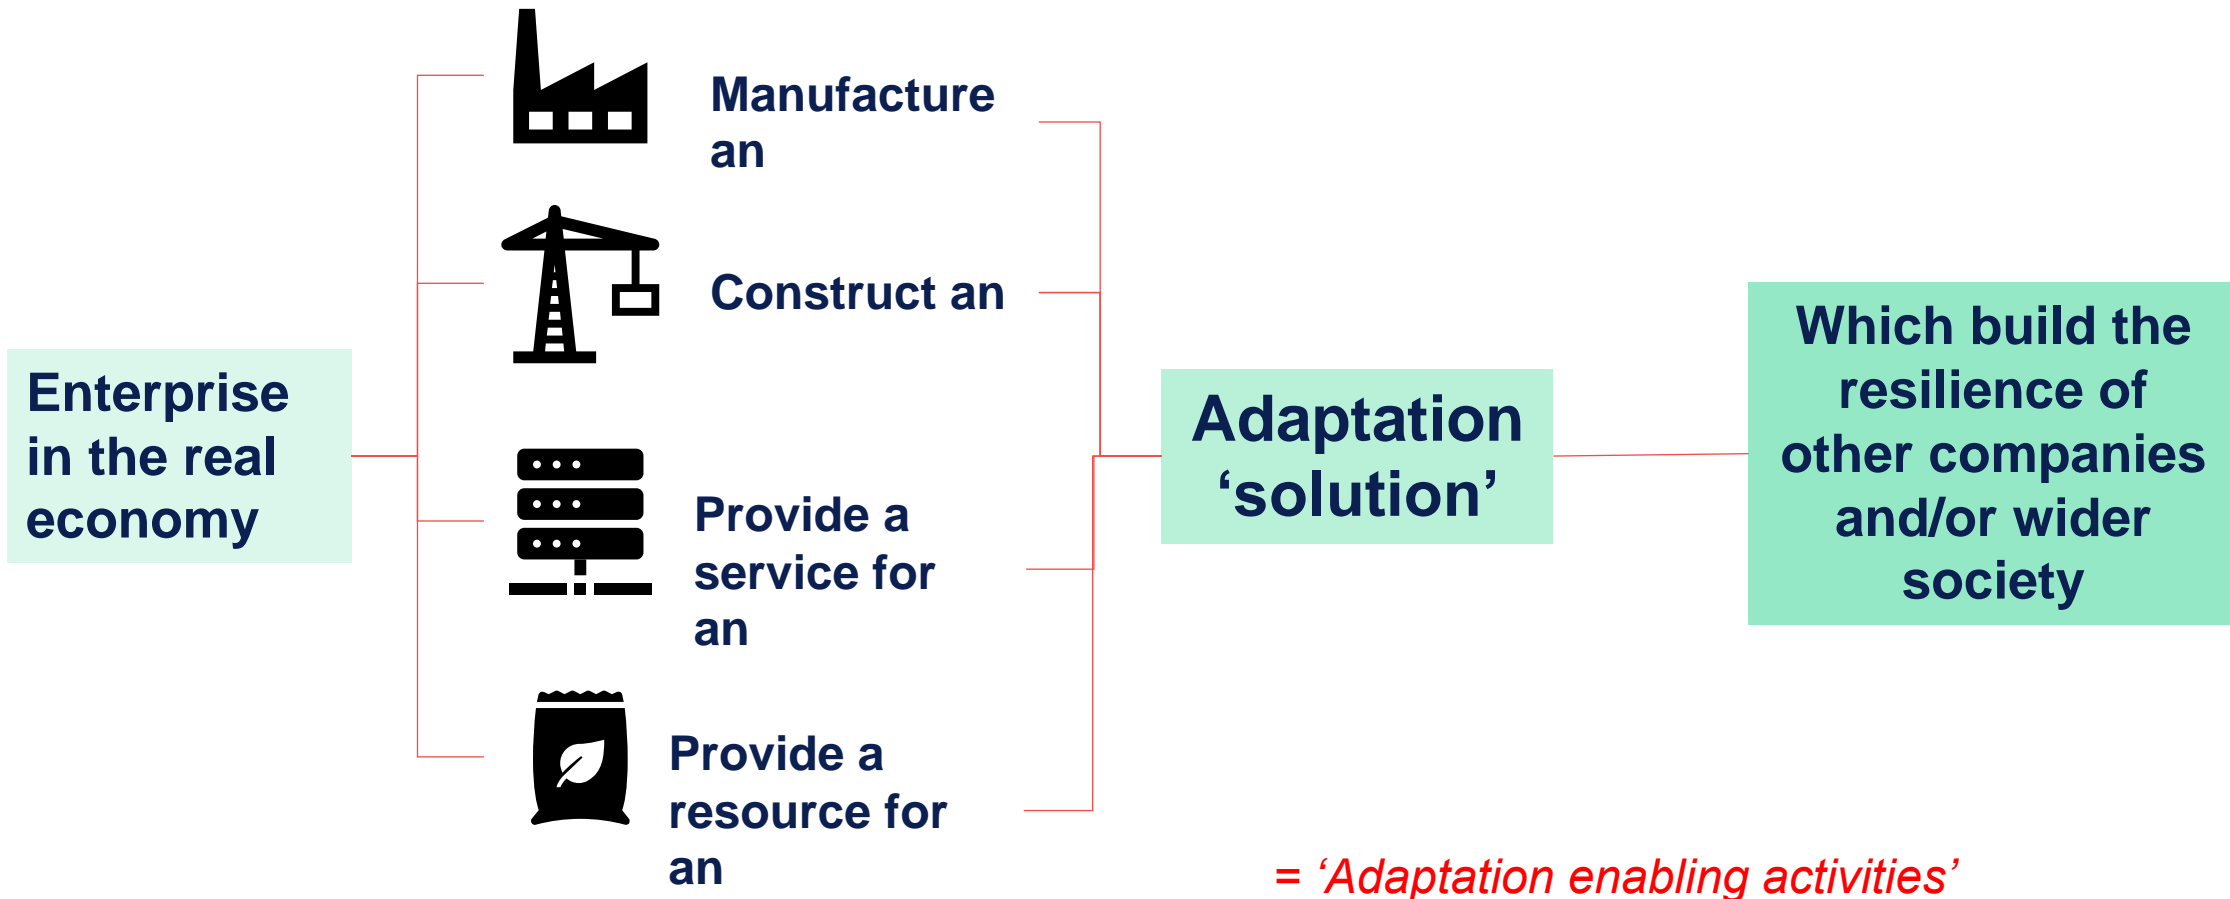 Enterprise
in the real
economy
Manufacture
an
Construct an
Provide a
service for
an
Provide a
resource for
an
Adaptation
‘solution’
Which build the
resilience of
other companies
and/or wider
society
= ‘Adaptation enabling activities’